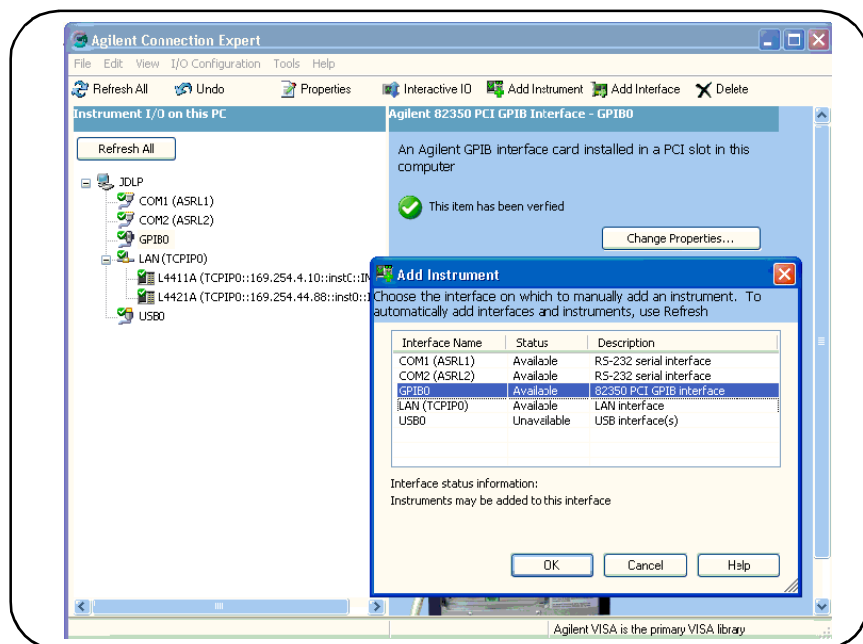 Agilent Connection Expert
File Edit View I/O Configuration Tools Help
Refresh All Undo Properties Interactive IO Add Instrument Add Interface Delete
Instrument I/O on this PC
Refresh All
JDLP
COM1 (ASRL1)
COM2 (ASRL2)
GPIB0
LAN (TCPIP0)
L4411A (TCPIP0::169.254.4.10::inst0::IN
L4421A (TCPIP0::169.254.44.88::inst0::I
USB0
Agilent 82350 PCI GPIB Interface - GPIB0
An Agilent GPIB interface card installed in a PCI slot in this
computer
This item has been verfied
Change Properties...
Add Instrument
Choose the interface on which to manually add an instrument. To
automatically add interfaces and instruments, use Refresh
Interface Name Status Description
COM1 (ASRL1) Available RS-232 serial interface
COM2 (ASRL2) Available RS-232 serial interface
GPIB0 Available 82350 PCI GPIB interface
LAN (TCPIP0) Available LAN interface
USB0 Unavailable USB interface(s)
Interface status information:
Instruments may be added to this interface
OK Cancel Help
Agilent VISA is the primary VISA library